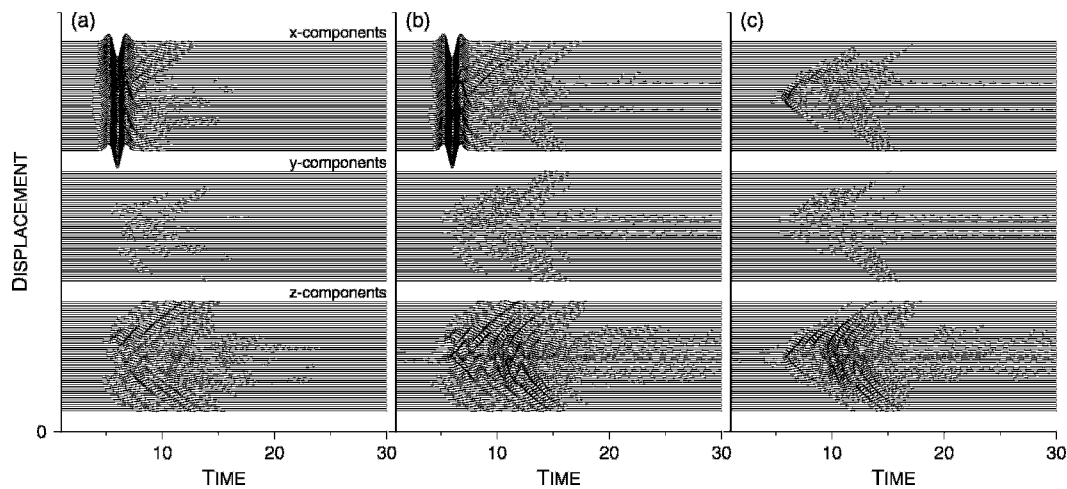 (a)
x-components
y-components
z-components
(b)
(c)
DISPLACEMENT
0
10
20
30
10
20
30
10
20
30
TIME
TIME
TIME